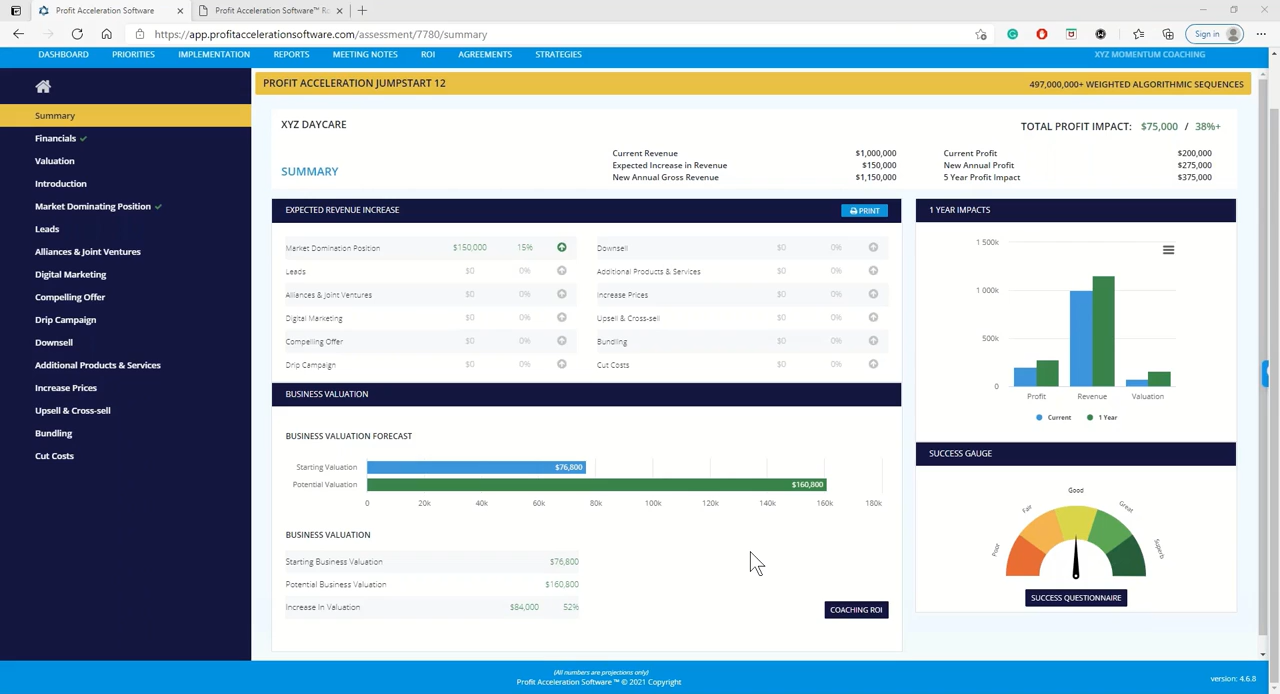 Profit Acceleration Software
Profit Acceleration Software™ Ro
https://app.profitaccelerationsoftware.com/assessment/7780/summary
Sign in
DASHBOARD PRIORITIES IMPLEMENTATION REPORTS MEETING NOTES ROI AGREEMENTS STRATEGIES XYZ MOMENTUM COACHING
PROFIT ACCELERATION JUMPSTART 12 497,000,000+ WEIGHTED ALGORITHMIC SEQUENCES
Summary
Financials
Valuation
Introduction
Market Dominating Position
Leads
Alliances & Joint Ventures
Digital Marketing
Compelling Offer
Drip Campaign
Downsell
Additional Products & Services
Increase Prices
Upsell & Cross-sell
Bundling
Cut Costs
XYZ DAYCARE TOTAL PROFIT IMPACT: $75,000 / 38%+
SUMMARY
Current Revenue $1,000,000 Current Profit $200,000
Expected Increase in Revenue $150,000 New Annual Profit $275,000
New Annual Gross Revenue $1,150,000 5 Year Profit Impact $375,000
EXPECTED REVENUE INCREASE PRINT
Market Domination Position $150,000 15% Downsell $0 0%
Leads $0 0% Additional Products & Services $0 0%
Alliances & Joint Ventures $0 0% Increase Prices $0 0%
Digital Marketing $0 0% Upsell & Cross-sell $0 0%
Compelling Offer $0 0% Bundling $0 0%
Drip Campaign $0 0% Cut Costs $0 0%
BUSINESS VALUATION
BUSINESS VALUATION FORECAST
Starting Valuation $76,800
Potential Valuation $160,800
0 20k 40k 60k 80k 100k 120k 140k 160k 180k
BUSINESS VALUATION
Starting Business Valuation $76,800
Potential Business Valuation $160,800
Increase In Valuation $84,000 52%
COACHING ROI
1 YEAR IMPACTS
1 500k
1 000k
500k
0
Profit Revenue Valuation
Current 1 Year
SUCCESS GAUGE
Poor Fair Good Great Superb
SUCCESS QUESTIONNAIRE
(All numbers are projections only)
Profit Acceleration Software ™ © 2021 Copyright
version: 4.6.8